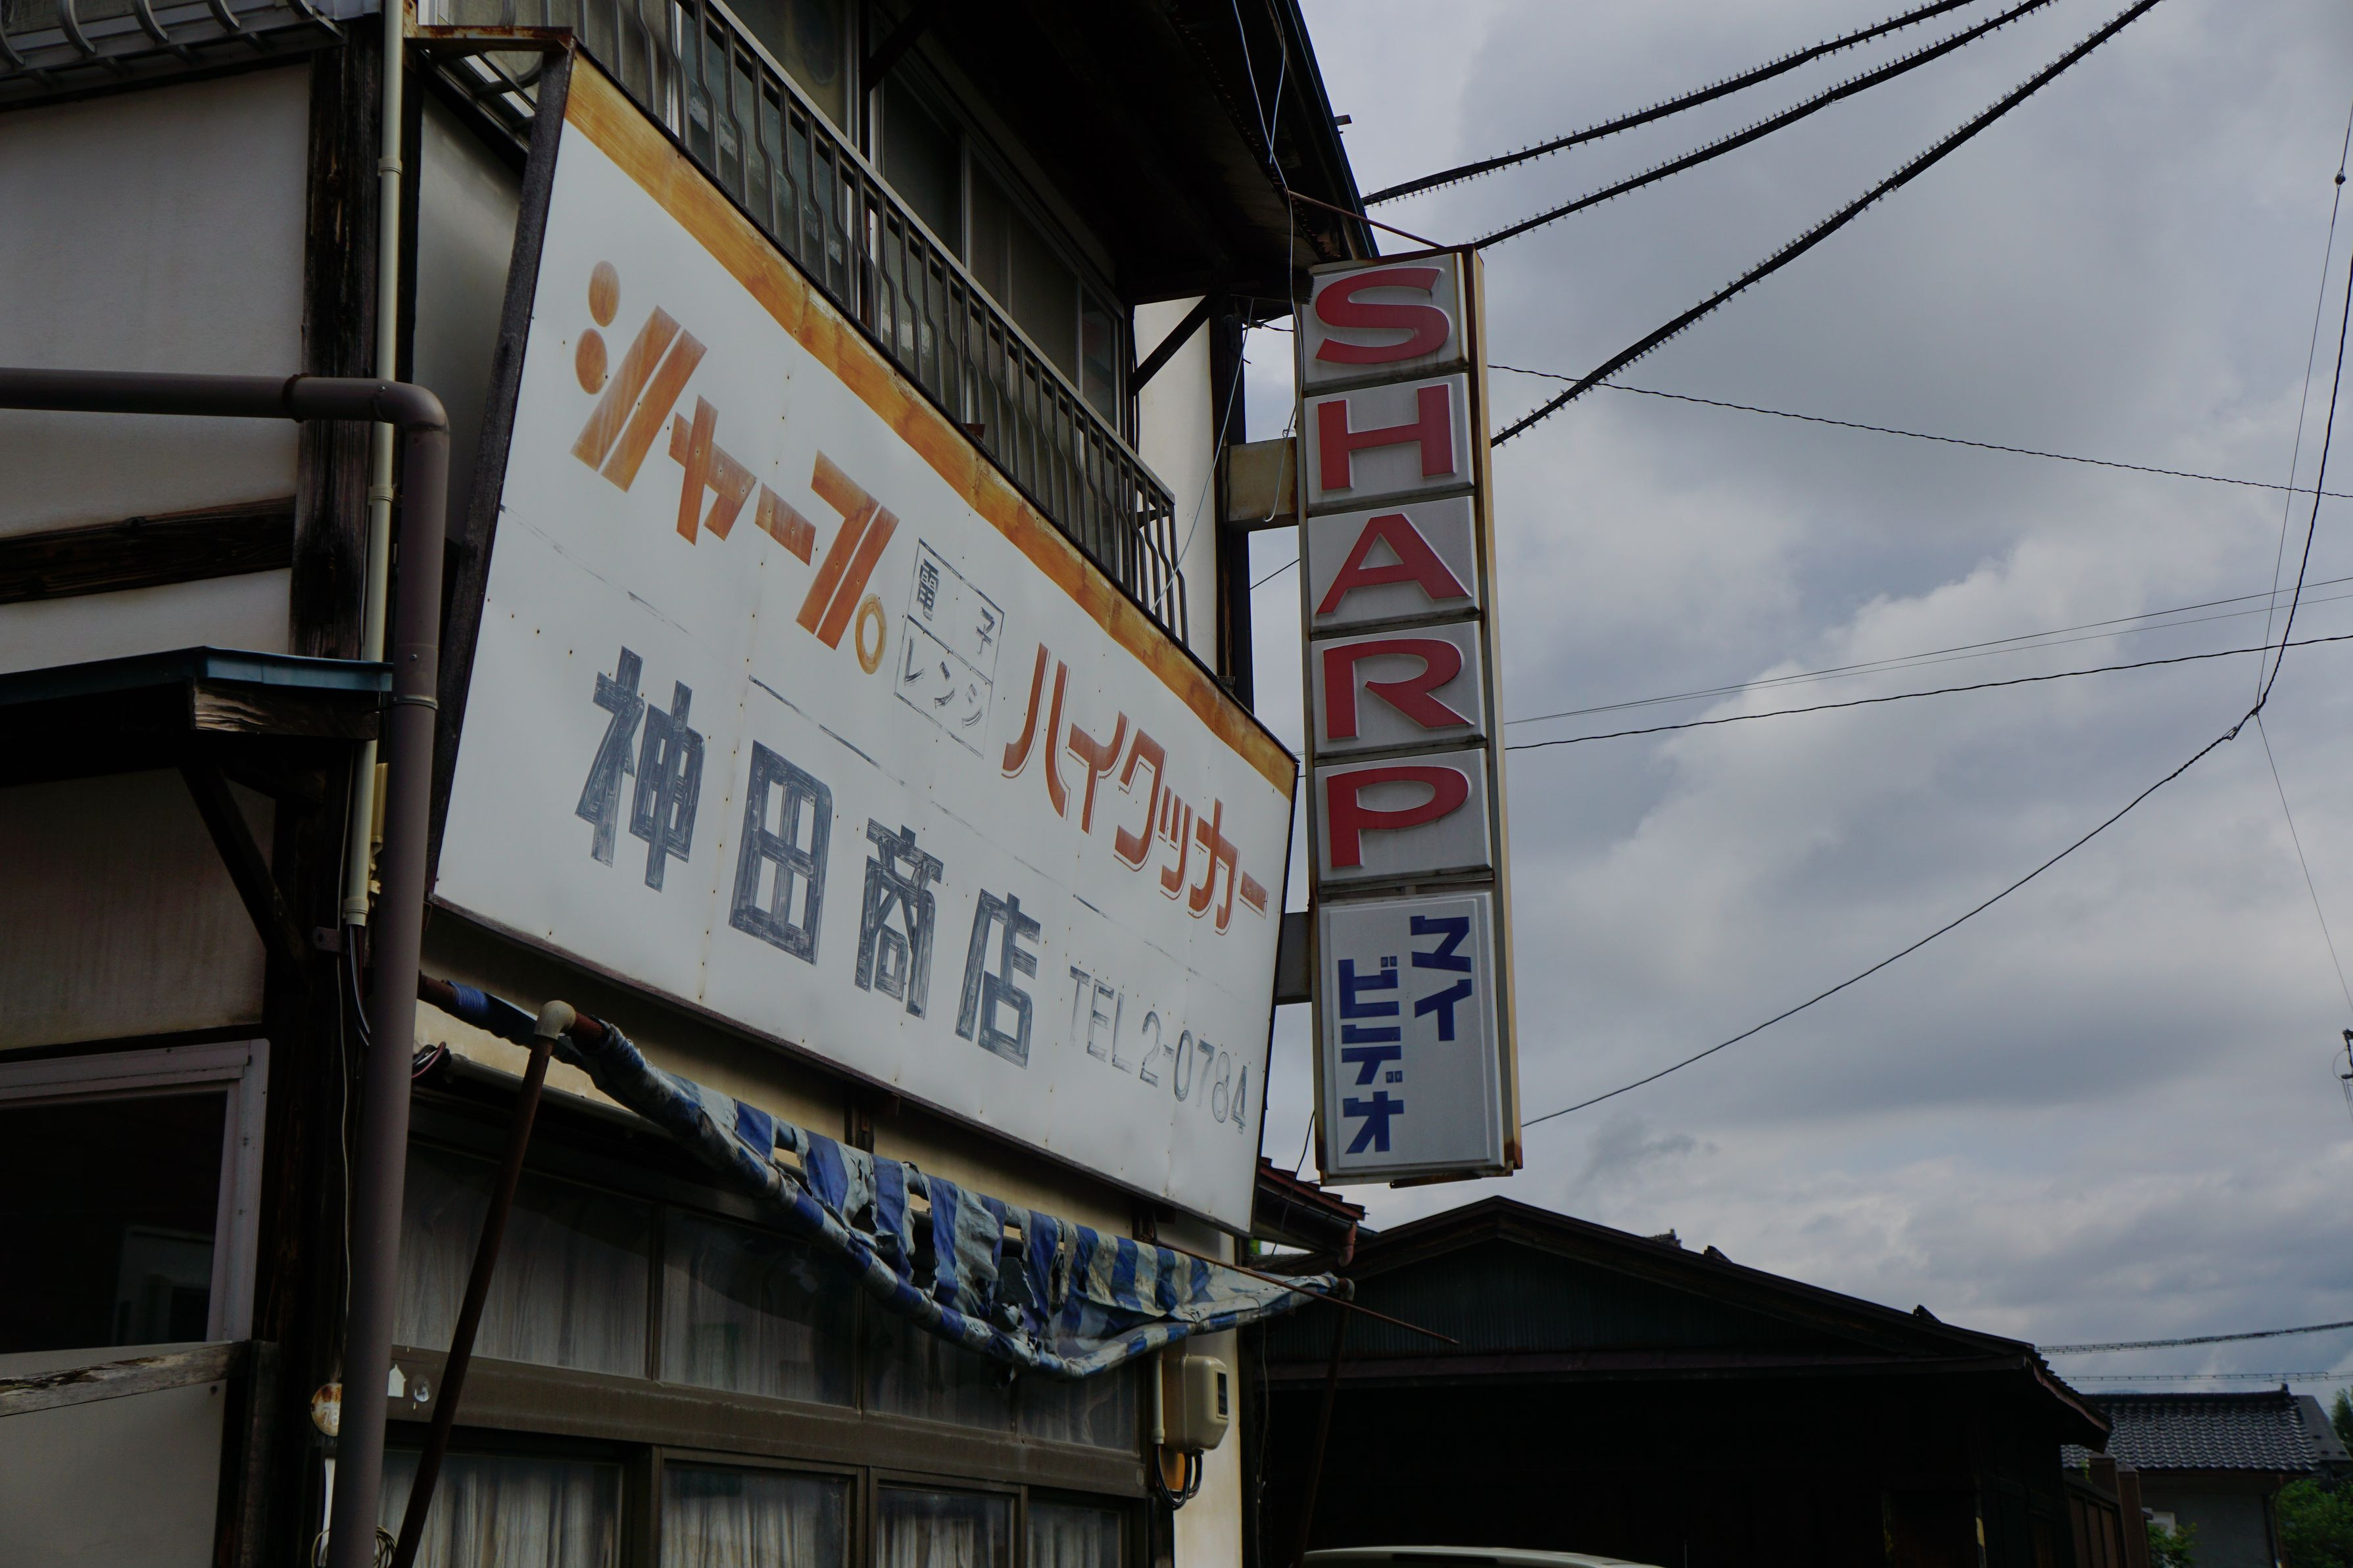 シャープ。
電子
レンジ
ハイクッカー
神田商店
TEL 2-0784
SHARP
マイ
ビデオ